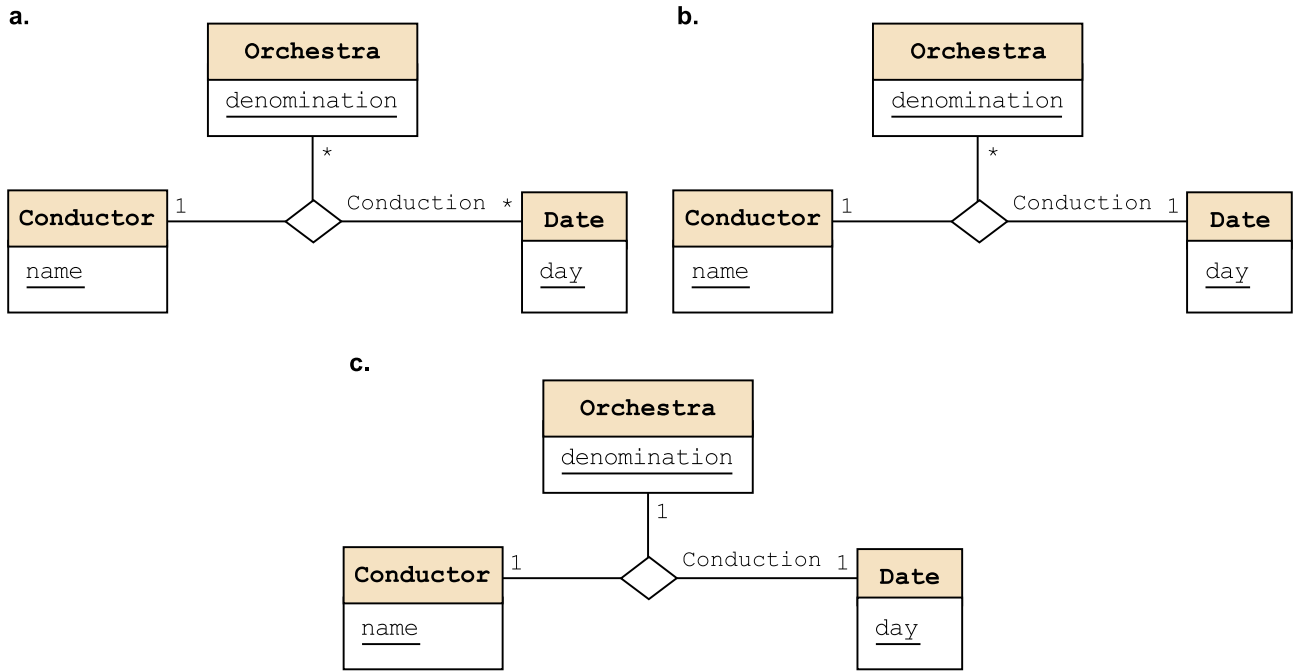 a.
Orchestra
denomination
*
Conductor
1
Conduction *
Date
name
day
b.
Orchestra
denomination
*
Conductor
1
Conduction 1
Date
name
day
c.
Orchestra
denomination
1
Conductor
1
Conduction 1
Date
name
day